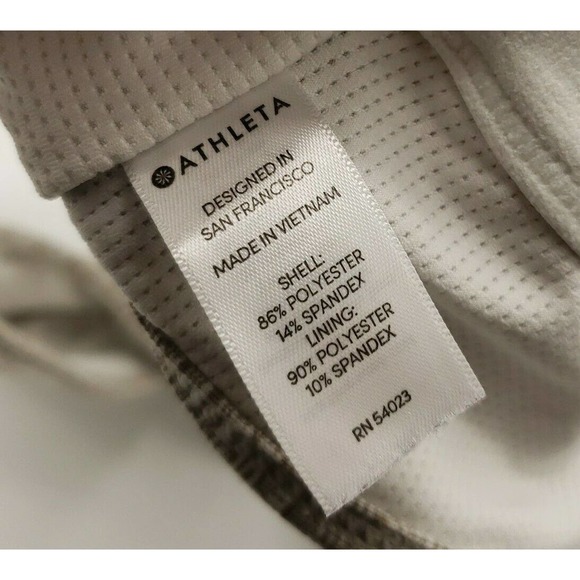 ATHLETA
DESIGNED IN
SAN FRANCISCO
MADE IN VIETNAM
SHELL:
86% POLYESTER
14% SPANDEX
LINING:
90% POLYESTER
10% SPANDEX
RN 54023